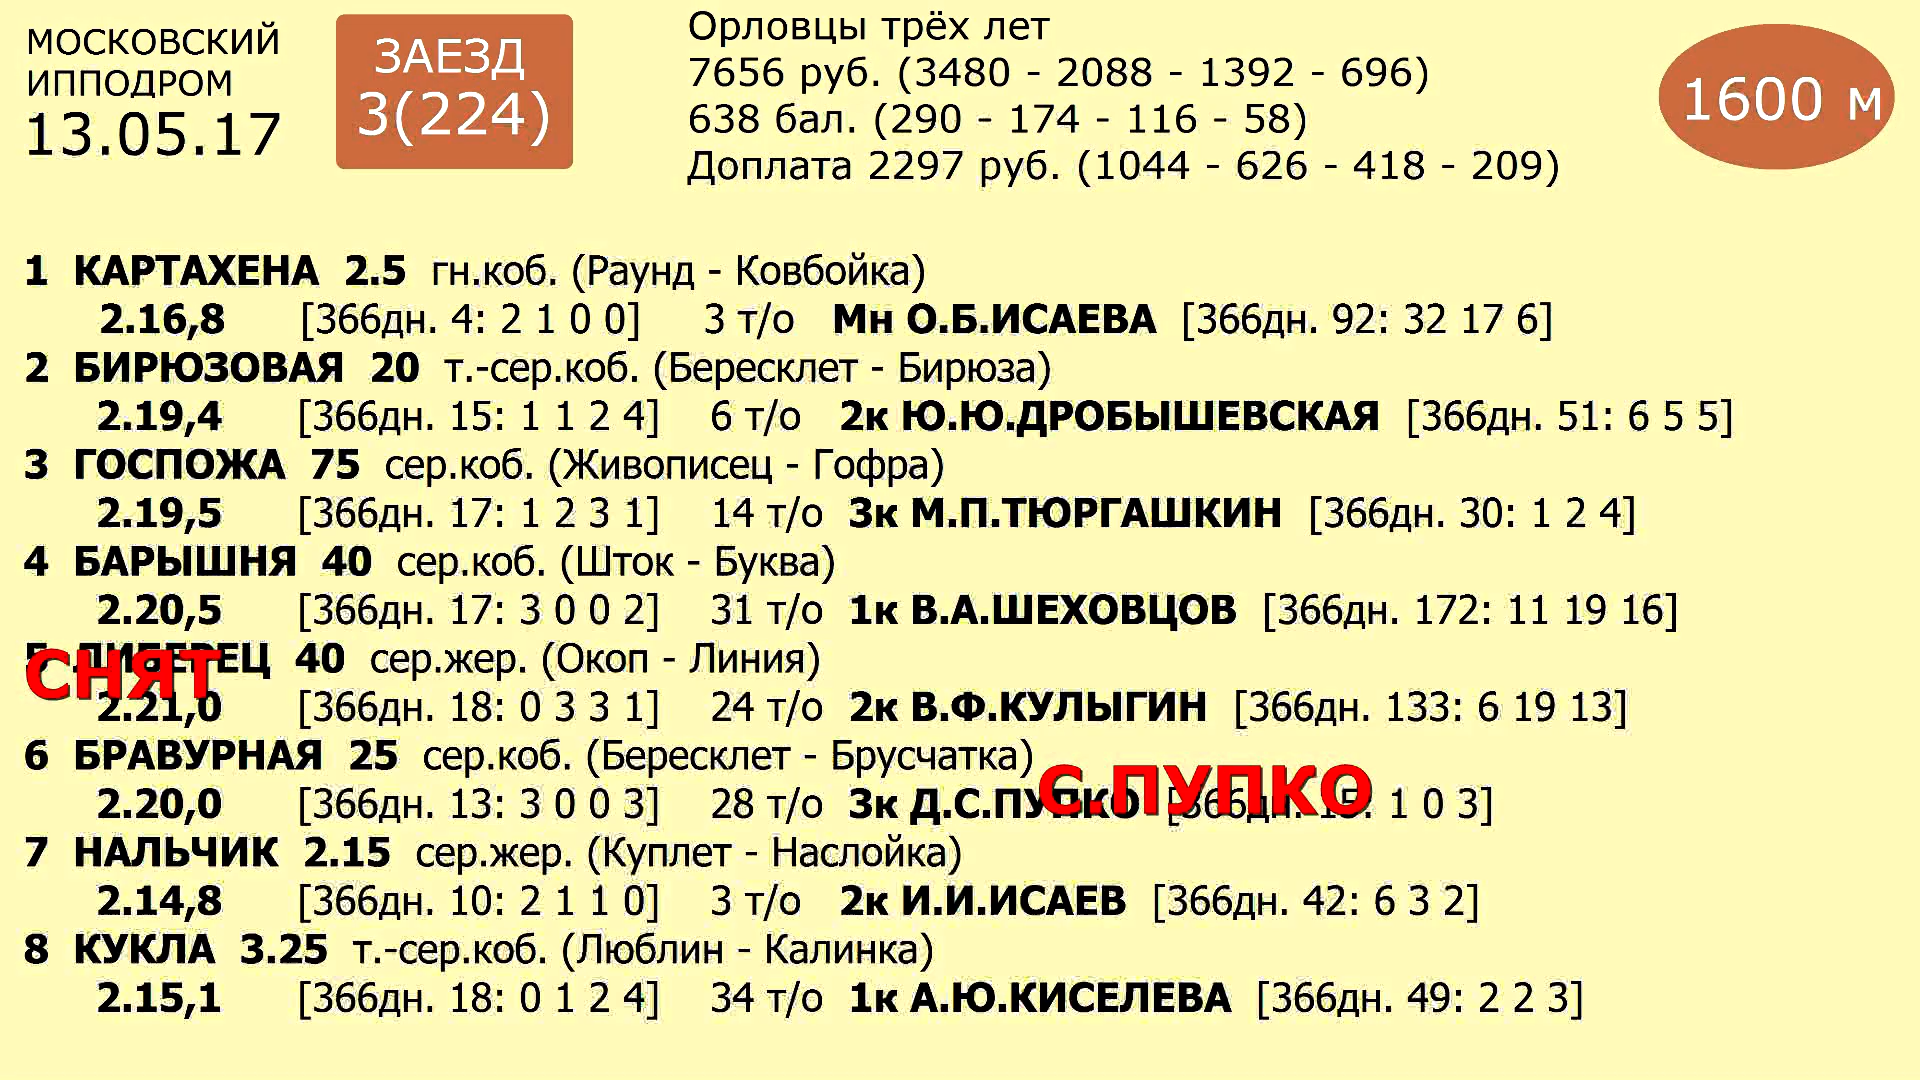 МОСКОВСКИЙ
ИППОДРОМ
13.05.17
ЗАЕЗД
3(224)
Орловцы трёх лет
7656 руб. (3480 - 2088 - 1392 - 696)
638 бал. (290 - 174 - 116 - 58)
Доплата 2297 руб. (1044 - 626 - 418 - 209)
1600 м
1 КАРТАХЕНА 2.5 гн.коб. (Раунд - Ковбойка)
2.16,8 [366дн. 4: 2 1 0 0] 3 т/о Мн О.Б.ИСАЕВА [366дн. 92: 32 17 6]
2 БИРЮЗОВАЯ 20 т.-сер.коб. (Бересклет - Бирюза)
2.19,4 [366дн. 15: 1 1 2 4] 6 т/о 2к Ю.Ю.ДРОБЫШЕВСКАЯ [366дн. 51: 6 5 5]
3 ГОСПОЖА 75 сер.коб. (Живописец - Гофра)
2.19,5 [366дн. 17: 1 2 3 1] 14 т/о 3к М.П.ТЮРГАШКИН [366дн. 30: 1 2 4]
4 БАРЫШНЯ 40 сер.коб. (Шток - Буква)
2.20,5 [366дн. 17: 3 0 0 2] 31 т/о 1к В.А.ШЕХОВЦОВ [366дн. 172: 11 19 16]
5 ЛИБЕРЕЦ 40 сер.жер. (Окоп - Линия)
СНЯТ
2.21,0 [366дн. 18: 0 3 3 1] 24 т/о 2к В.Ф.КУЛЫГИН [366дн. 133: 6 19 13]
6 БРАВУРНАЯ 25 сер.коб. (Бересклет - Брусчатка)
С.ПУПКО
2.20,0 [366дн. 13: 3 0 0 3] 28 т/о 3к Д.С.ПУПКО [366дн. 15: 1 0 3]
7 НАЛЬЧИК 2.15 сер.жер. (Куплет - Наслойка)
2.14,8 [366дн. 10: 2 1 1 0] 3 т/о 2к И.И.ИСАЕВ [366дн. 42: 6 3 2]
8 КУКЛА 3.25 т.-сер.коб. (Люблин - Калинка)
2.15,1 [366дн. 18: 0 1 2 4] 34 т/о 1к А.Ю.КИСЕЛЕВА [366дн. 49: 2 2 3]